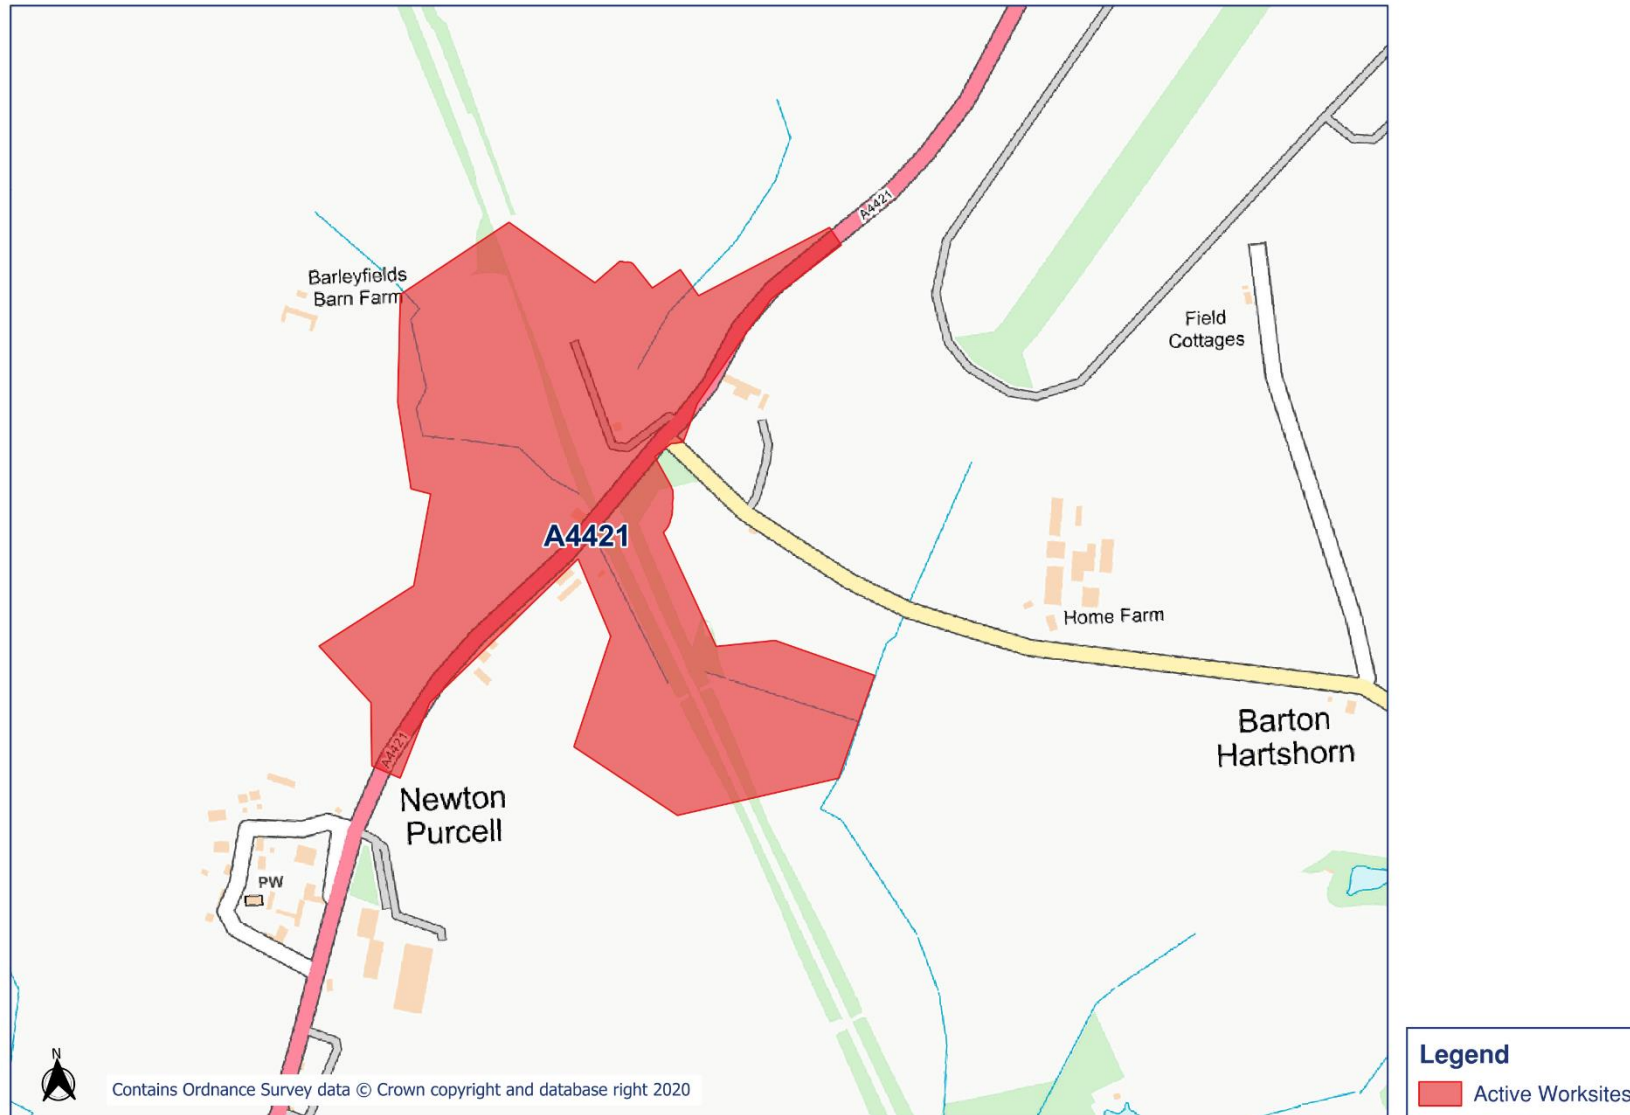 A4421
Barleyfields
Barn Farm
Field
Cottages
A4421
Home Farm
Barton
Hartshorn
A4421
Newton
Purcell
PW
N
Contains Ordnance Survey data © Crown copyright and database right 2020
Legend
Active Worksites